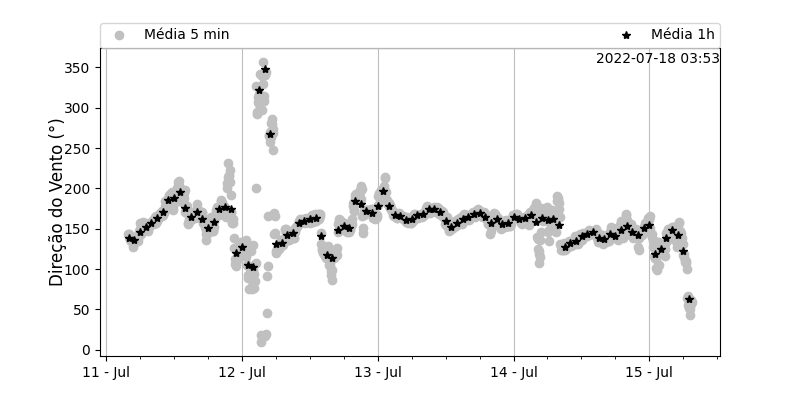 Média 5 min
Média 1h
2022-07-18 03:53
Direção do Vento (°)
350
300
250
200
150
100
50
0
11 - Jul
12 - Jul
13 - Jul
14 - Jul
15 - Jul